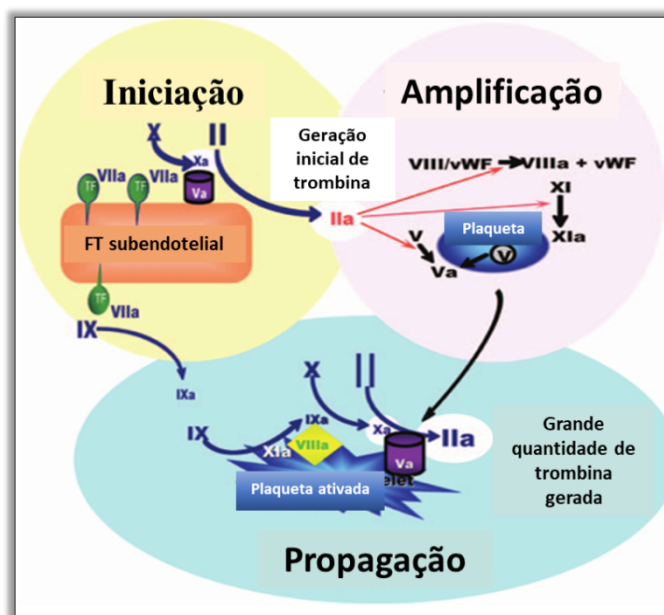 Iniciação
X II
Xa
Va
VIIa VIIa
TF TF
FT subendotelial
TF
VIIa
IX
IXa
Geração
inicial de
trombina
IIa
Amplificação
VIII/vWF VIIIa + vWF
XI
XIa
Plaqueta
V
V
Va
X II
IX
IXa
Xa
IIa
XIa
VIIIa
Va
elet
Plaqueta ativada
Grande
quantidade de
trombina
gerada
Propagação